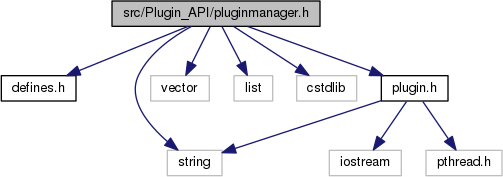 src/Plugin_API/pluginmanager.h
defines.h
vector
list
cstdlib
plugin.h
string
iostream
pthread.h